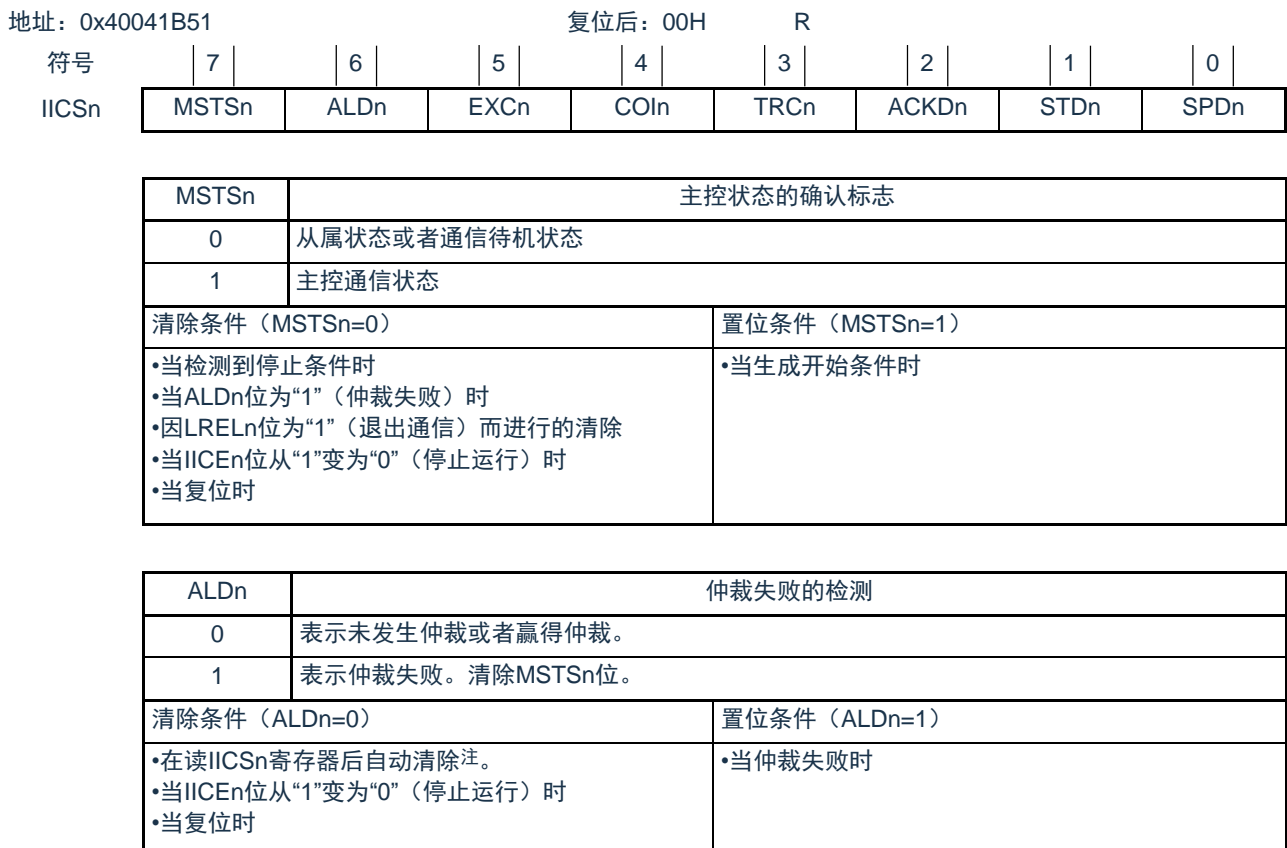 地址：0x40041B51 复位后：00H R
符号 7 6 5 4 3 2 1 0
IICSn MSTSn ALDn EXCn COIn TRCn ACKDn STDn SPDn
MSTSn 主控状态的确认标志
0 从属状态或者通信待机状态
1 主控通信状态
清除条件（MSTSn=0） 置位条件（MSTSn=1）
•当检测到停止条件时 •当生成开始条件时
•当ALDn位为“1”（仲裁失败）时
•因LRELn位为“1”（退出通信）而进行的清除
•当IICEn位从“1”变为“0”（停止运行）时
•当复位时
ALDn 仲裁失败的检测
0 表示未发生仲裁或者赢得仲裁。
1 表示仲裁失败。清除MSTSn位。
清除条件（ALDn=0） 置位条件（ALDn=1）
•在读IICSn寄存器后自动清除注。 •当仲裁失败时
•当IICEn位从“1”变为“0”（停止运行）时
•当复位时